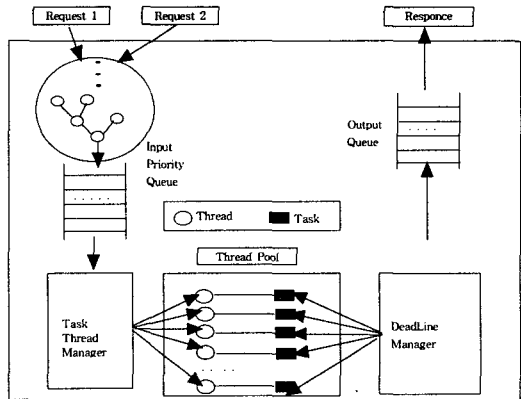 Request 1
Request 2
Responce
Input
Priority
Queue
Output
Queue
Thread
Task
Thread Pool
Task
Thread
Manager
DeadLine
Manager